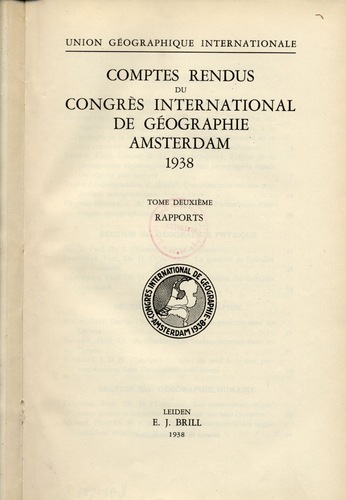 UNION GÉOGRAPHIQUE INTERNATIONALE
COMPTES RENDUS
DU
CONGRÈS INTERNATIONAL
DE GÉOGRAPHIE
AMSTERDAM
1938
TOME DEUXIÈME
RAPPORTS
CONGRÈS INTERNATIONAL DE GÉOGRAPHIE
AMSTERDAM 1938
LEIDEN
E. J. BRILL
1938